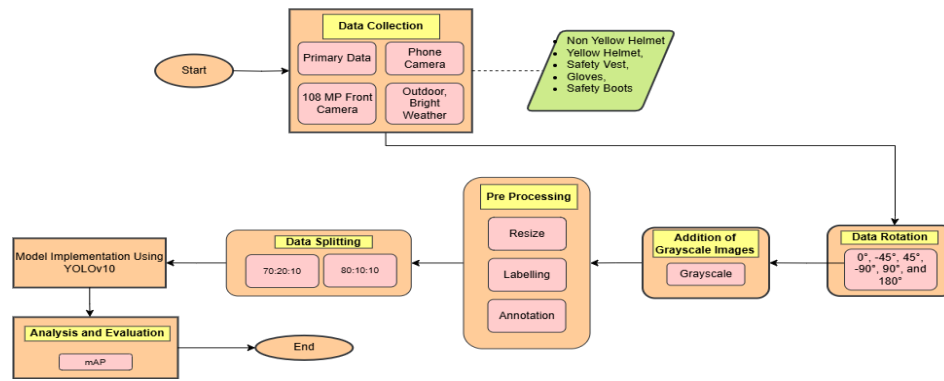 Start
Data Collection
Primary Data
Phone
Camera
108 MP Front
Camera
Outdoor,
Bright
Weather
• Non Yellow Helmet
• Yellow Helmet,
• Safety Vest,
• Gloves,
• Safety Boots
Data Rotation
0°, -45°, 45°,
-90°, 90°, and
180°
Addition of
Grayscale Images
Grayscale
Pre Processing
Resize
Labelling
Annotation
Data Splitting
70:20:10
80:10:10
Model Implementation Using
YOLOv10
Analysis and Evaluation
mAP
End